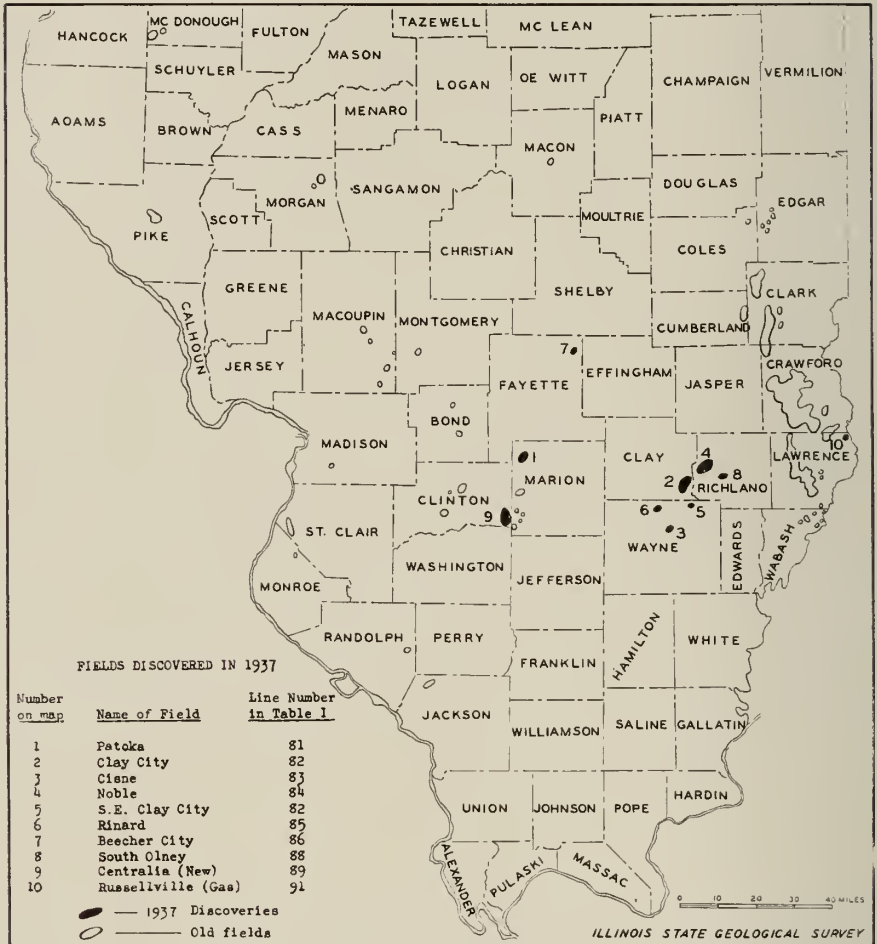 HANCOCK
MC DONOUGH
FULTON
TAZEWELL
MC LEAN
MASON
SCHUYLER
LOGAN
OE WITT
CHAMPAIGN
VERMILION
PIATT
ADAMS
BROWN
CASS
MENARO
MACON
DOUGLAS
EDGAR
MORGAN
SANGAMON
SCOTT
MOULTRIE
PIKE
CHRISTIAN
COLES
GREENE
SHELBY
CLARK
CALHOUN
MACOUPIN
MONTGOMERY
CUMBERLAND
JERSEY
7
FAYETTE
EFFINGHAM
JASPER
CRAWFORD
BOND
MADISON
1
MARION
CLAY
4
8
2
RICHLAND
LAWRENCE
10
CLINTON
9
6
5
3
WAYNE
EDWARDS
WABASH
ST. CLAIR
WASHINGTON
JEFFERSON
MONROE
RANDOLPH
PERRY
HAMILTON
WHITE
FRANKLIN
JACKSON
WILLIAMSON
SALINE
GALLATIN
UNION
JOHNSON
POPE
HARDIN
ALEXANDER
PULASKI
MASSAC
FIELDS DISCOVERED IN 1937
Number on map Name of Field Line Number in Table I
1 Patoka 81
2 Clay City 82
3 Cisne 83
4 Noble 84
5 S.E. Clay City 82
6 Rinard 85
7 Beecher City 86
8 South Olney 88
9 Centralia (New) 89
10 Russellville (Gas) 91
— 1937 Discoveries
— Old fields
0 10 20 30 40 MILES
ILLINOIS STATE GEOLOGICAL SURVEY